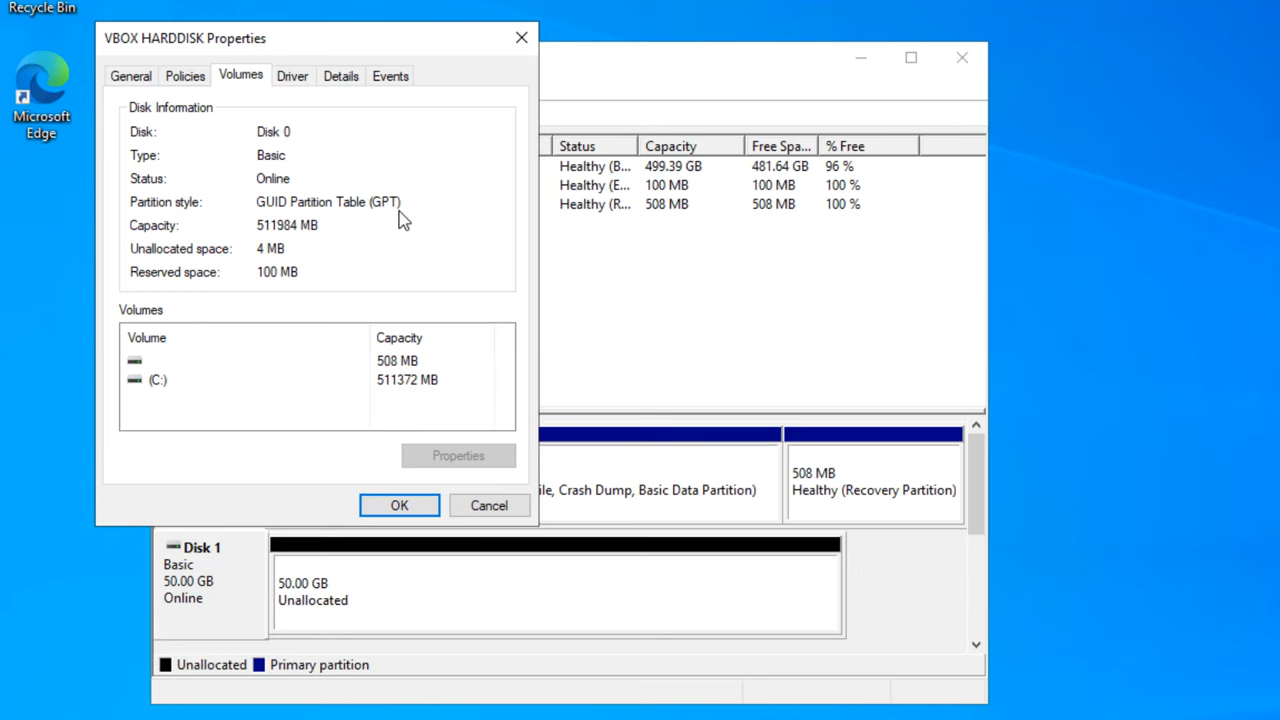 Recycle Bin
Microsoft
Edge
VBOX HARDDISK Properties
General Policies Volumes Driver Details Events
Disk Information
Disk: Disk 0
Type: Basic
Status: Online
Partition style: GUID Partition Table (GPT)
Capacity: 511984 MB
Unallocated space: 4 MB
Reserved space: 100 MB
Volumes
Volume Capacity
508 MB
(C:) 511372 MB
Properties
OK Cancel
Status Capacity Free Spa... % Free
Healthy (B... 499.39 GB 481.64 GB 96 %
Healthy (E... 100 MB 100 MB 100 %
Healthy (R... 508 MB 508 MB 100 %
ile, Crash Dump, Basic Data Partition)
508 MB
Healthy (Recovery Partition)
Disk 1
Basic
50.00 GB
Online
50.00 GB
Unallocated
Unallocated Primary partition